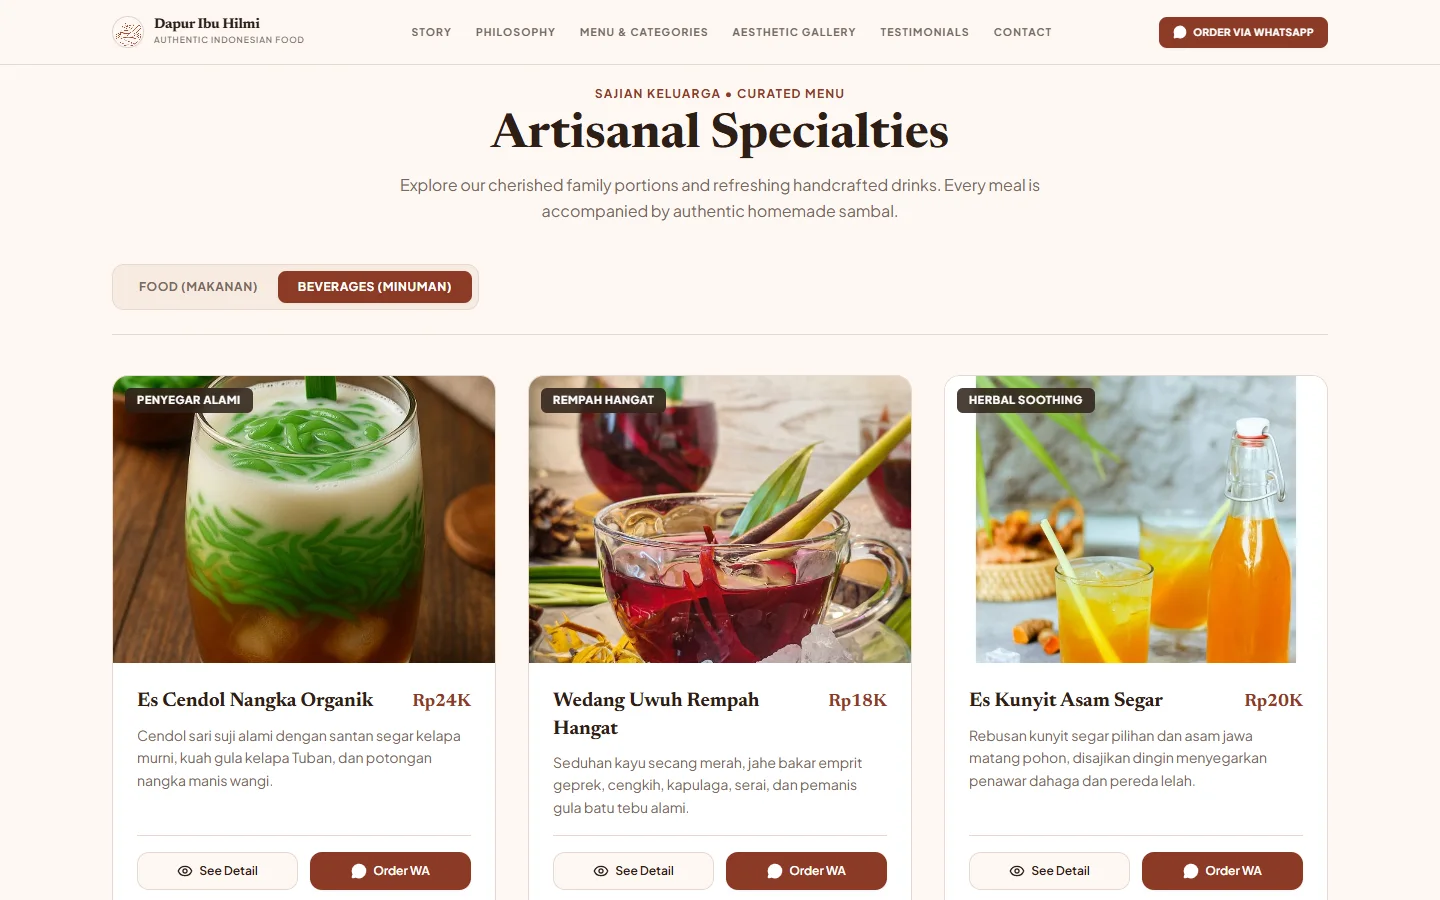 Dapur Ibu Hilmi
AUTHENTIC INDONESIAN FOOD
STORY
PHILOSOPHY
MENU & CATEGORIES
AESTHETIC GALLERY
TESTIMONIALS
CONTACT
ORDER VIA WHATSAPP
SAJIAN KELUARGA • CURATED MENU
Artisanal Specialties
Explore our cherished family portions and refreshing handcrafted drinks. Every meal is
accompanied by authentic homemade sambal.
FOOD (MAKANAN)
BEVERAGES (MINUMAN)
PENYEGAR ALAMI
Es Cendol Nangka Organik
Rp24K
Cendol sari suji alami dengan santan segar kelapa
murni, kuah gula kelapa Tuban, dan potongan
nangka manis wangi.
See Detail
Order WA
REMPAH HANGAT
Wedang Uwuh Rempah
Hangat
Rp18K
Seduhan kayu secang merah, jahe bakar emprit
geprek, cengkih, kapulaga, serai, dan pemanis
gula batu tebu alami.
See Detail
Order WA
HERBAL SOOTHING
Es Kunyit Asam Segar
Rp20K
Rebusan kunyit segar pilihan dan asam jawa
matang pohon, disajikan dingin menyegarkan
penawar dahaga dan pereda lelah.
See Detail
Order WA